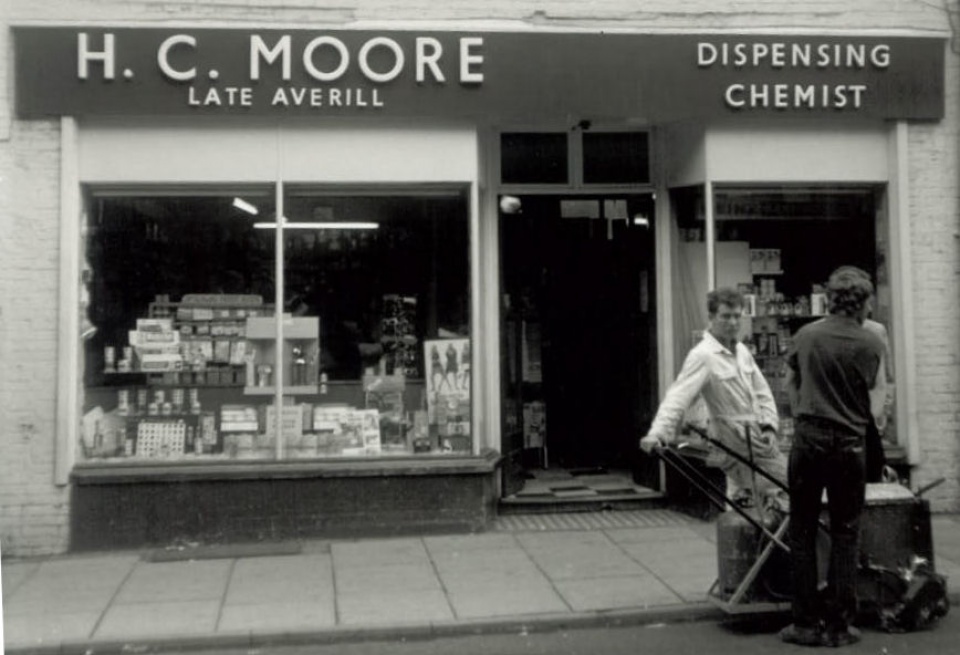 H. C. MOORE
LATE AVERILL
DISPENSING
CHEMIST